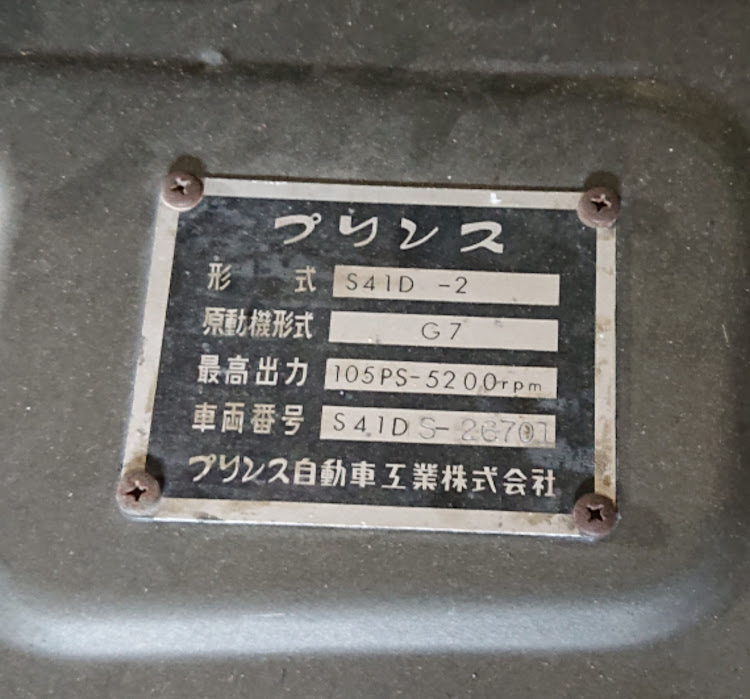 プリンス
形式 S41D -2
原動機形式 G7
最高出力 105PS-5200rpm
車両番号 S41D S-26701
プリンス自動車工業株式会社